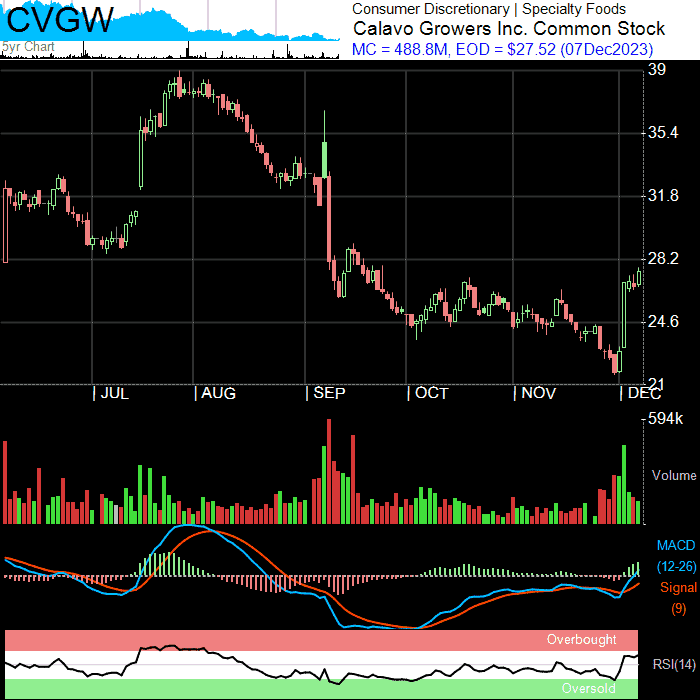 CVGW
5yr Chart
Consumer Discretionary | Specialty Foods
Calavo Growers Inc. Common Stock
MC = 488.8M, EOD = $27.52 (07Dec2023)
39
35.4
31.8
28.2
24.6
21
| JUL | AUG | SEP | OCT | NOV | DEC
594k
Volume
MACD
(12-26)
Signal
(9)
Overbought
RSI(14)
Oversold